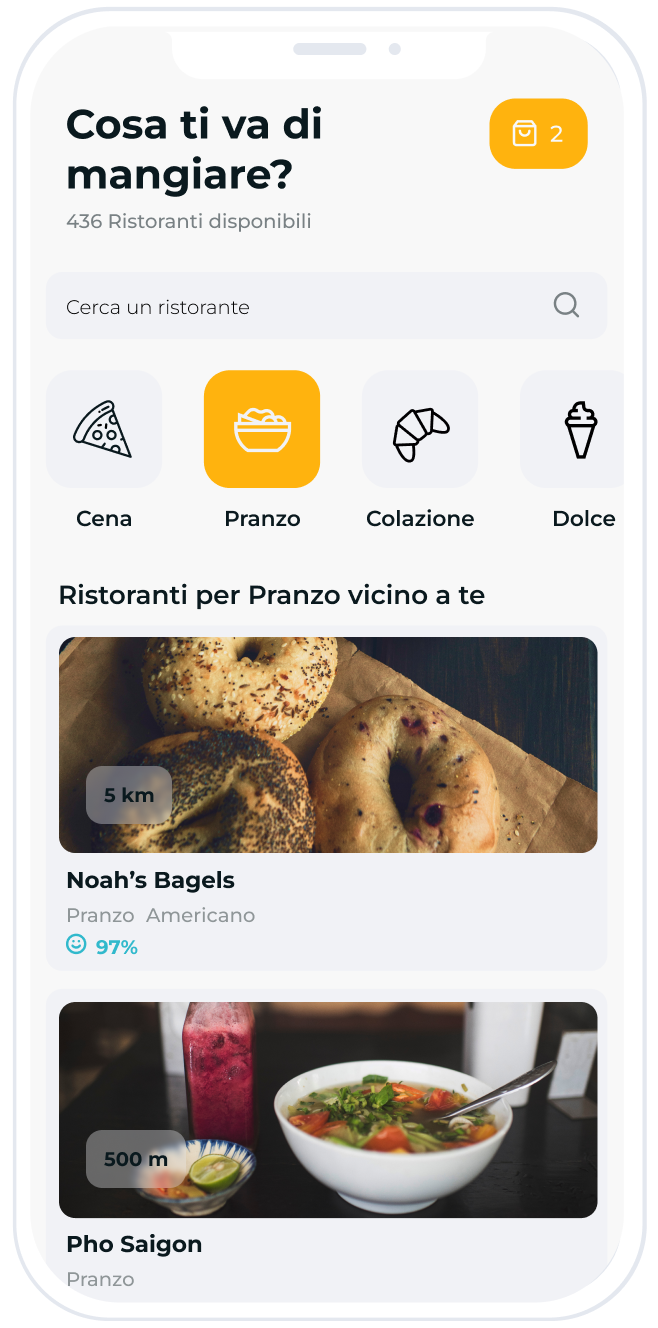 Cosa ti va di
mangiare?
2
436 Ristoranti disponibili
Cerca un ristorante
Cena
Pranzo
Colazione
Dolce
Ristoranti per Pranzo vicino a te
5 km
Noah’s Bagels
Pranzo Americano
97%
500 m
Pho Saigon
Pranzo